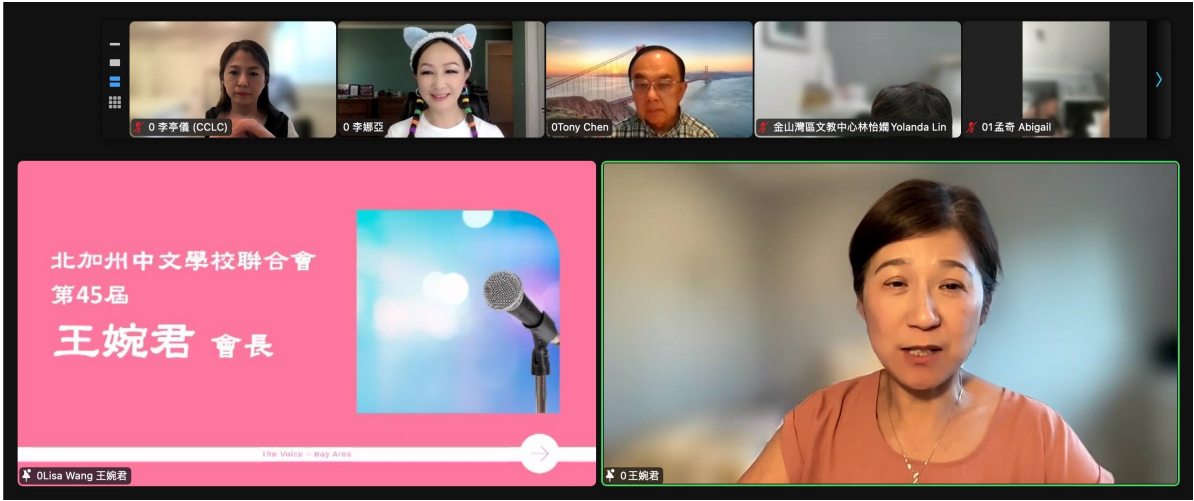 0 李亭儀 (CCLC)
0 李娜亞
0Tony Chen
金山灣區文教中心林怡嫻 Yolanda Lin
01孟奇 Abigail
北加州中文學校聯合會
第45屆
王婉君 會長
The Voice - Bay Area
0Lisa Wang 王婉君
0王婉君